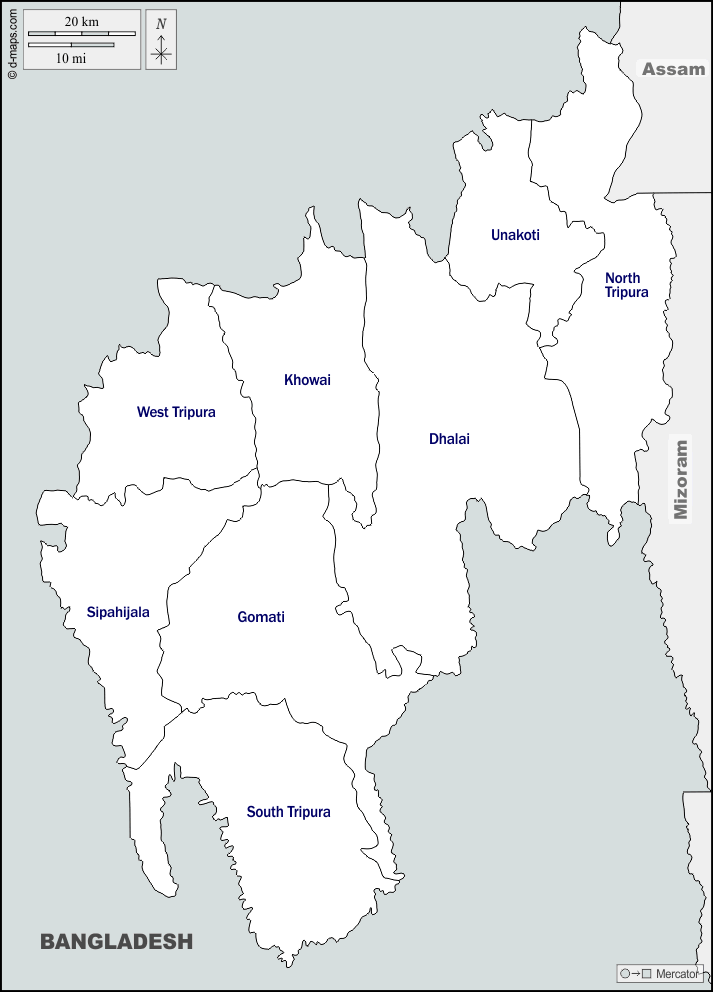 © d-maps.com
20 km
10 mi
N
Assam
Unakoti
North
Tripura
Khowai
West Tripura
Dhalai
Mizoram
Sipahijala
Gomati
South Tripura
BANGLADESH
Mercator